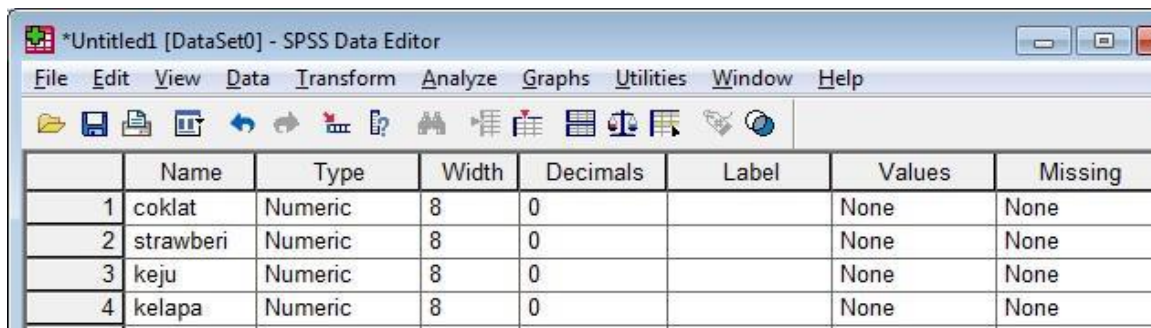 *Untitled1 [DataSet0] - SPSS Data Editor
File Edit View Data Transform Analyze Graphs Utilities Window Help
Name Type Width Decimals Label Values Missing
1 coklat Numeric 8 0 None None
2 strawberi Numeric 8 0 None None
3 keju Numeric 8 0 None None
4 kelapa Numeric 8 0 None None